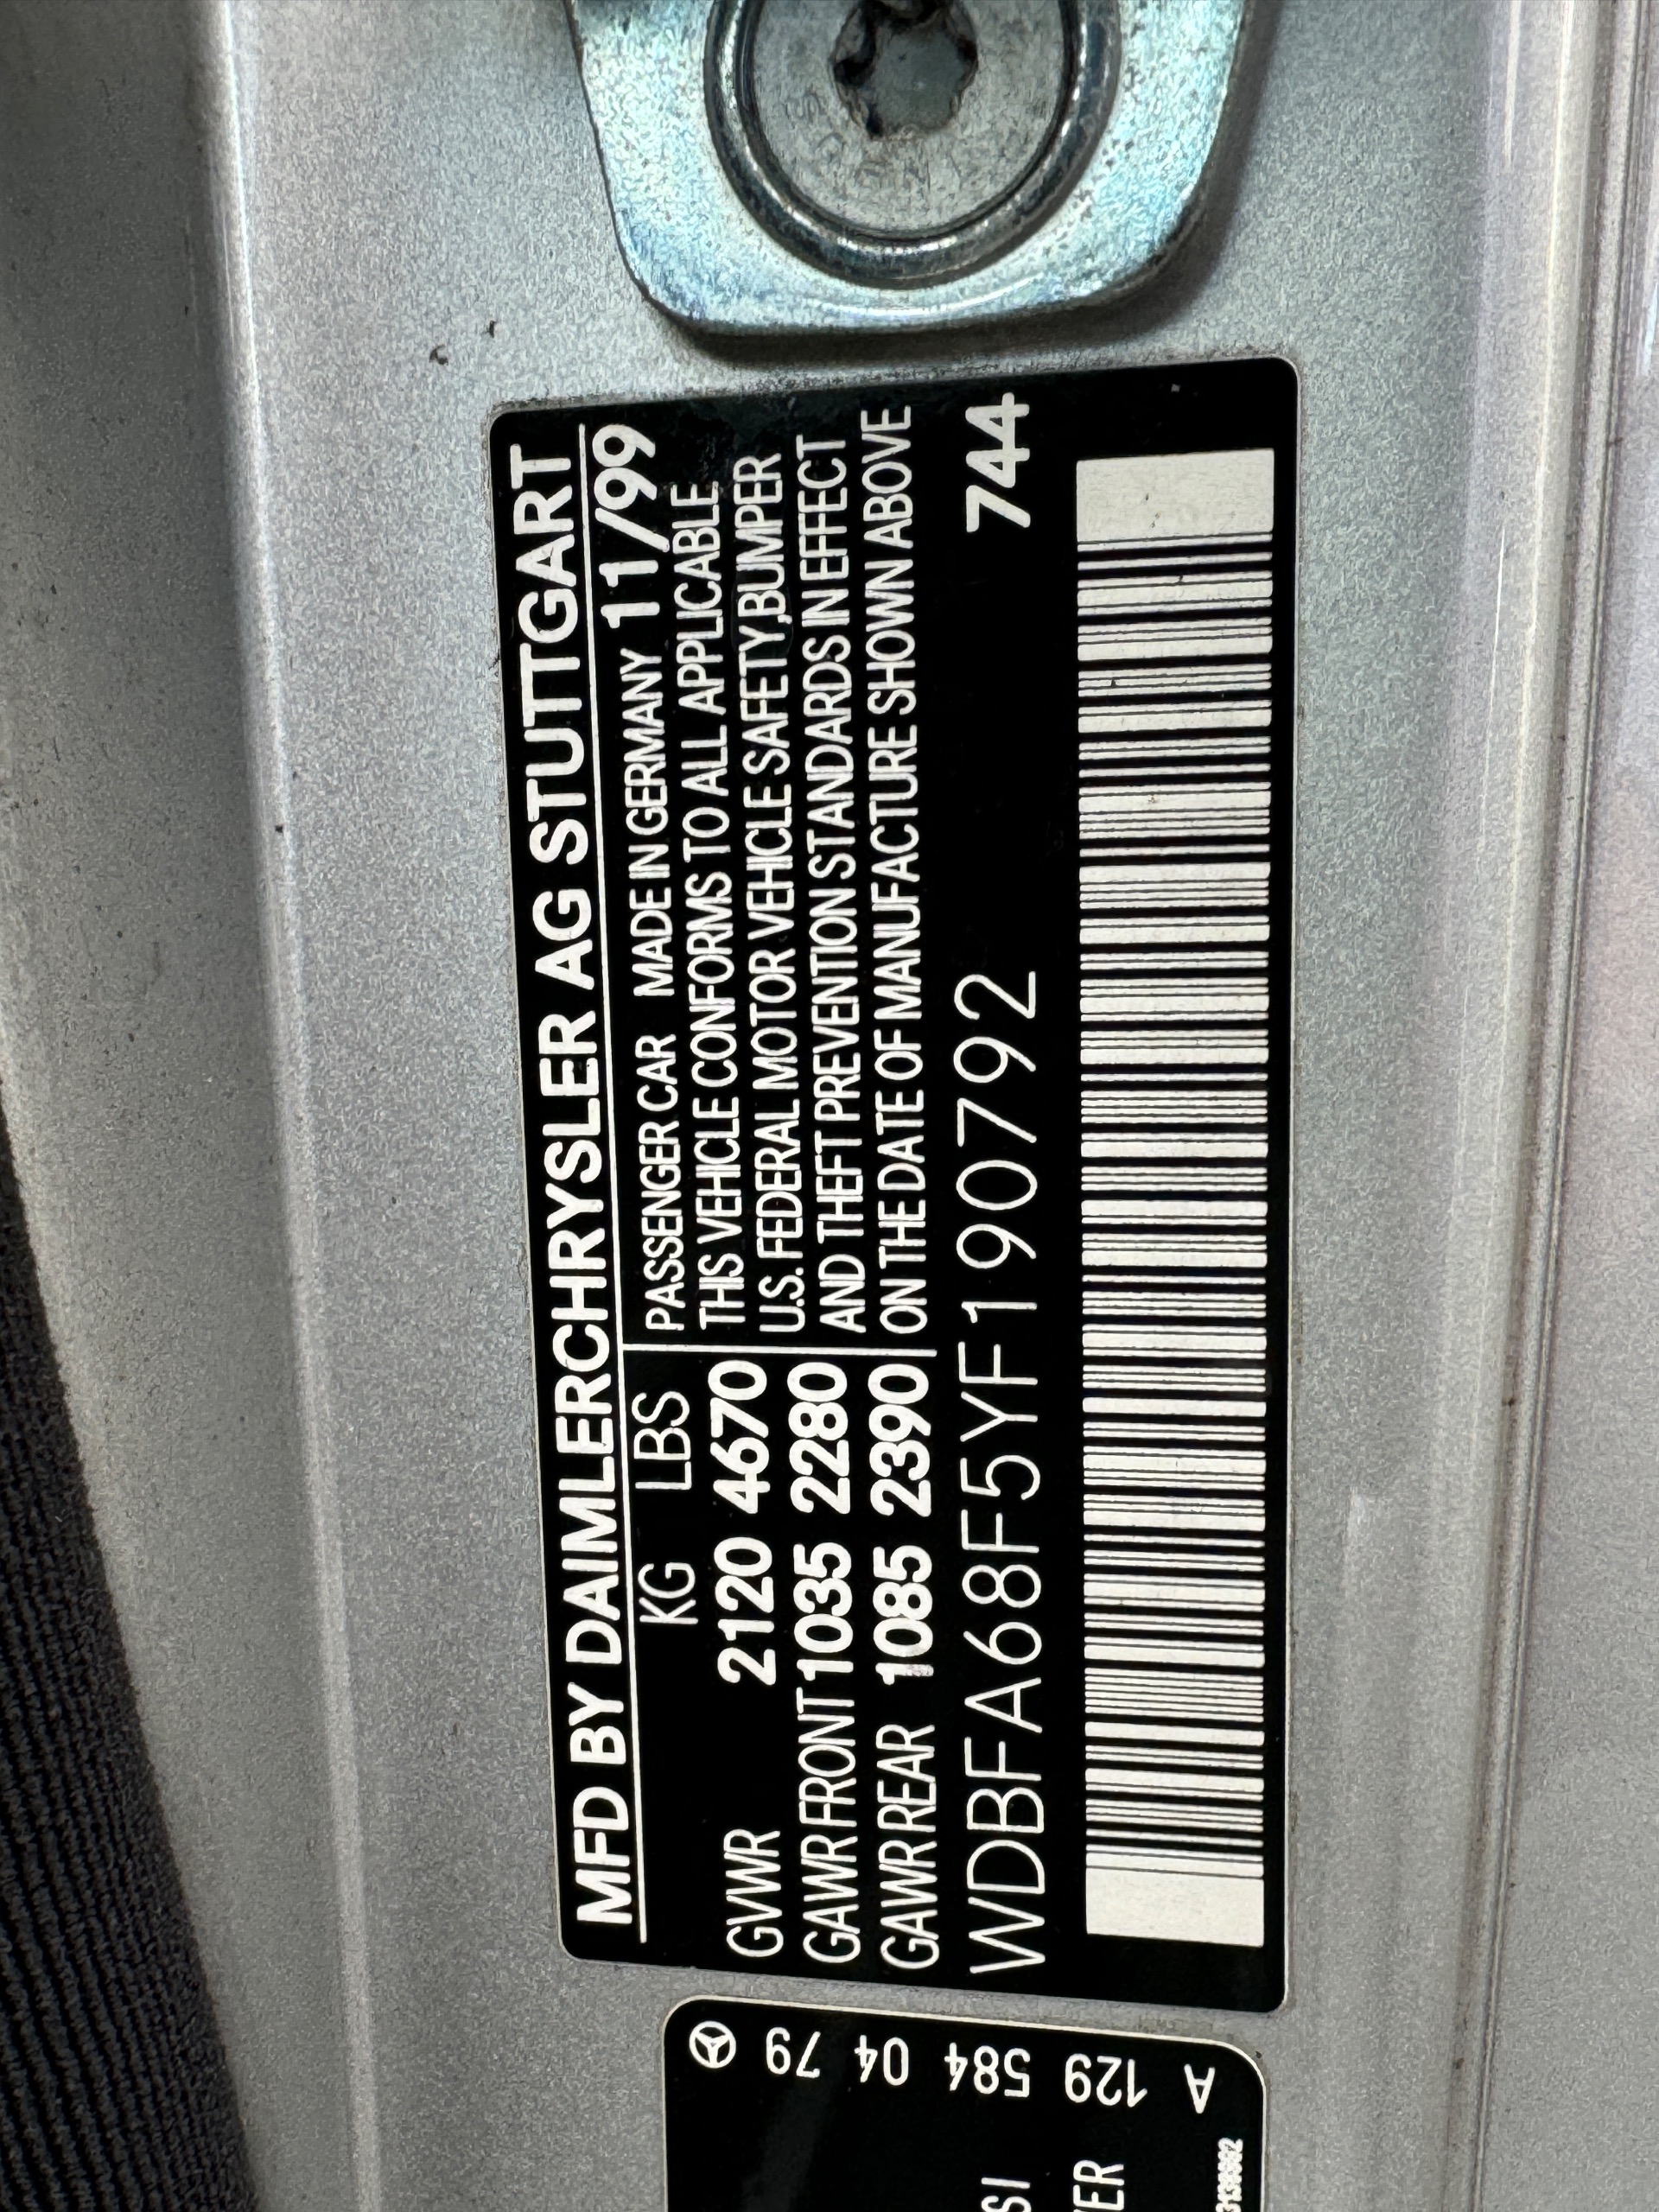 MFD BY DAIMLERCHRYSLER AG STUTTGART
KG LBS
GVWR 2120 4670
GAWR FRONT 1035 2280
GAWR REAR 1085 2390
PASSENGER CAR MADE IN GERMANY 11/99
THIS VEHICLE CONFORMS TO ALL APPLICABLE
U.S. FEDERAL MOTOR VEHICLE SAFETY,BUMPER
AND THEFT PREVENTION STANDARDS IN EFFECT
ON THE DATE OF MANUFACTURE SHOWN ABOVE
WDBFA68F5YF190792 744
A 129 584 04 79